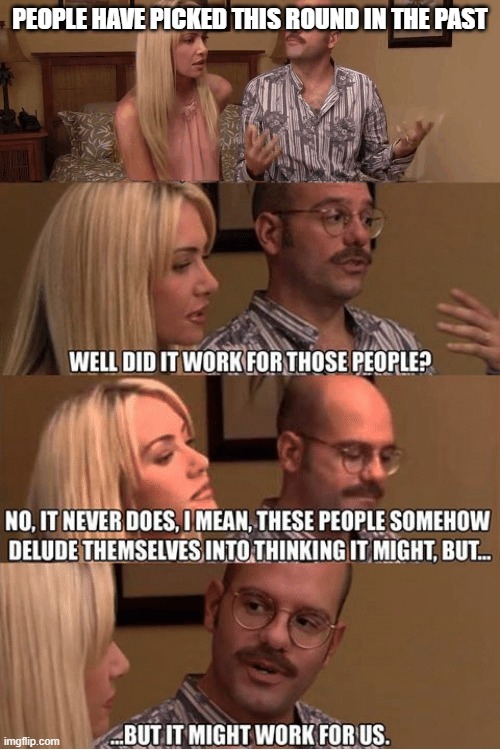 PEOPLE HAVE PICKED THIS ROUND IN THE PAST
WELL DID IT WORK FOR THOSE PEOPLE?
NO, IT NEVER DOES, I MEAN, THESE PEOPLE SOMEHOW
DELUDE THEMSELVES INTO THINKING IT MIGHT, BUT...
...BUT IT MIGHT WORK FOR US.
imgflip.com